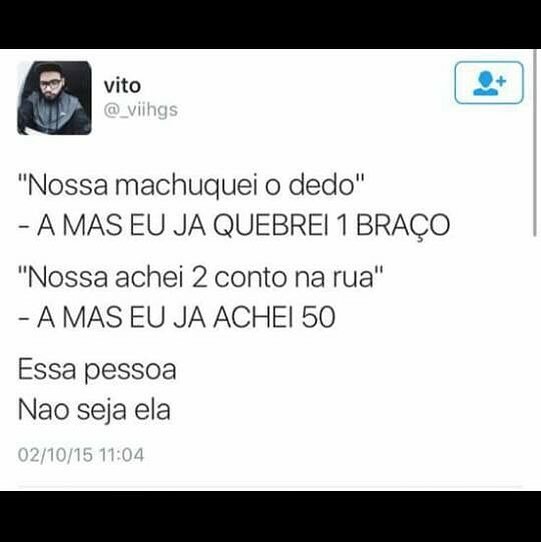 vito
@_viihgs
"Nossa machuquei o dedo"
- A MAS EU JA QUEBREI 1 BRAÇO
"Nossa achei 2 conto na rua"
- A MAS EU JA ACHEI 50
Essa pessoa
Nao seja ela
02/10/15 11:04